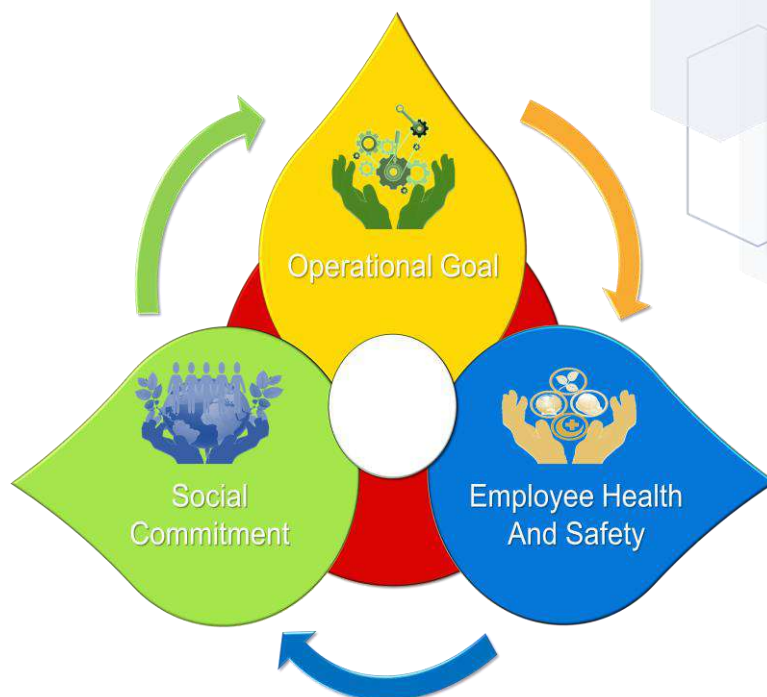 Operational Goal
Social
Commitment
Employee Health
And Safety